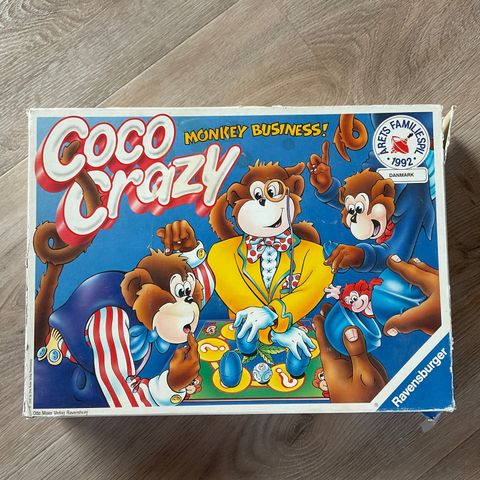 Coco
Crazy
MONKEY BUSINESS!
ÅRETS FAMILIESPIL
• 1992 •
DANMARK
Otto Maier Verlag Ravensburg
Ravensburger